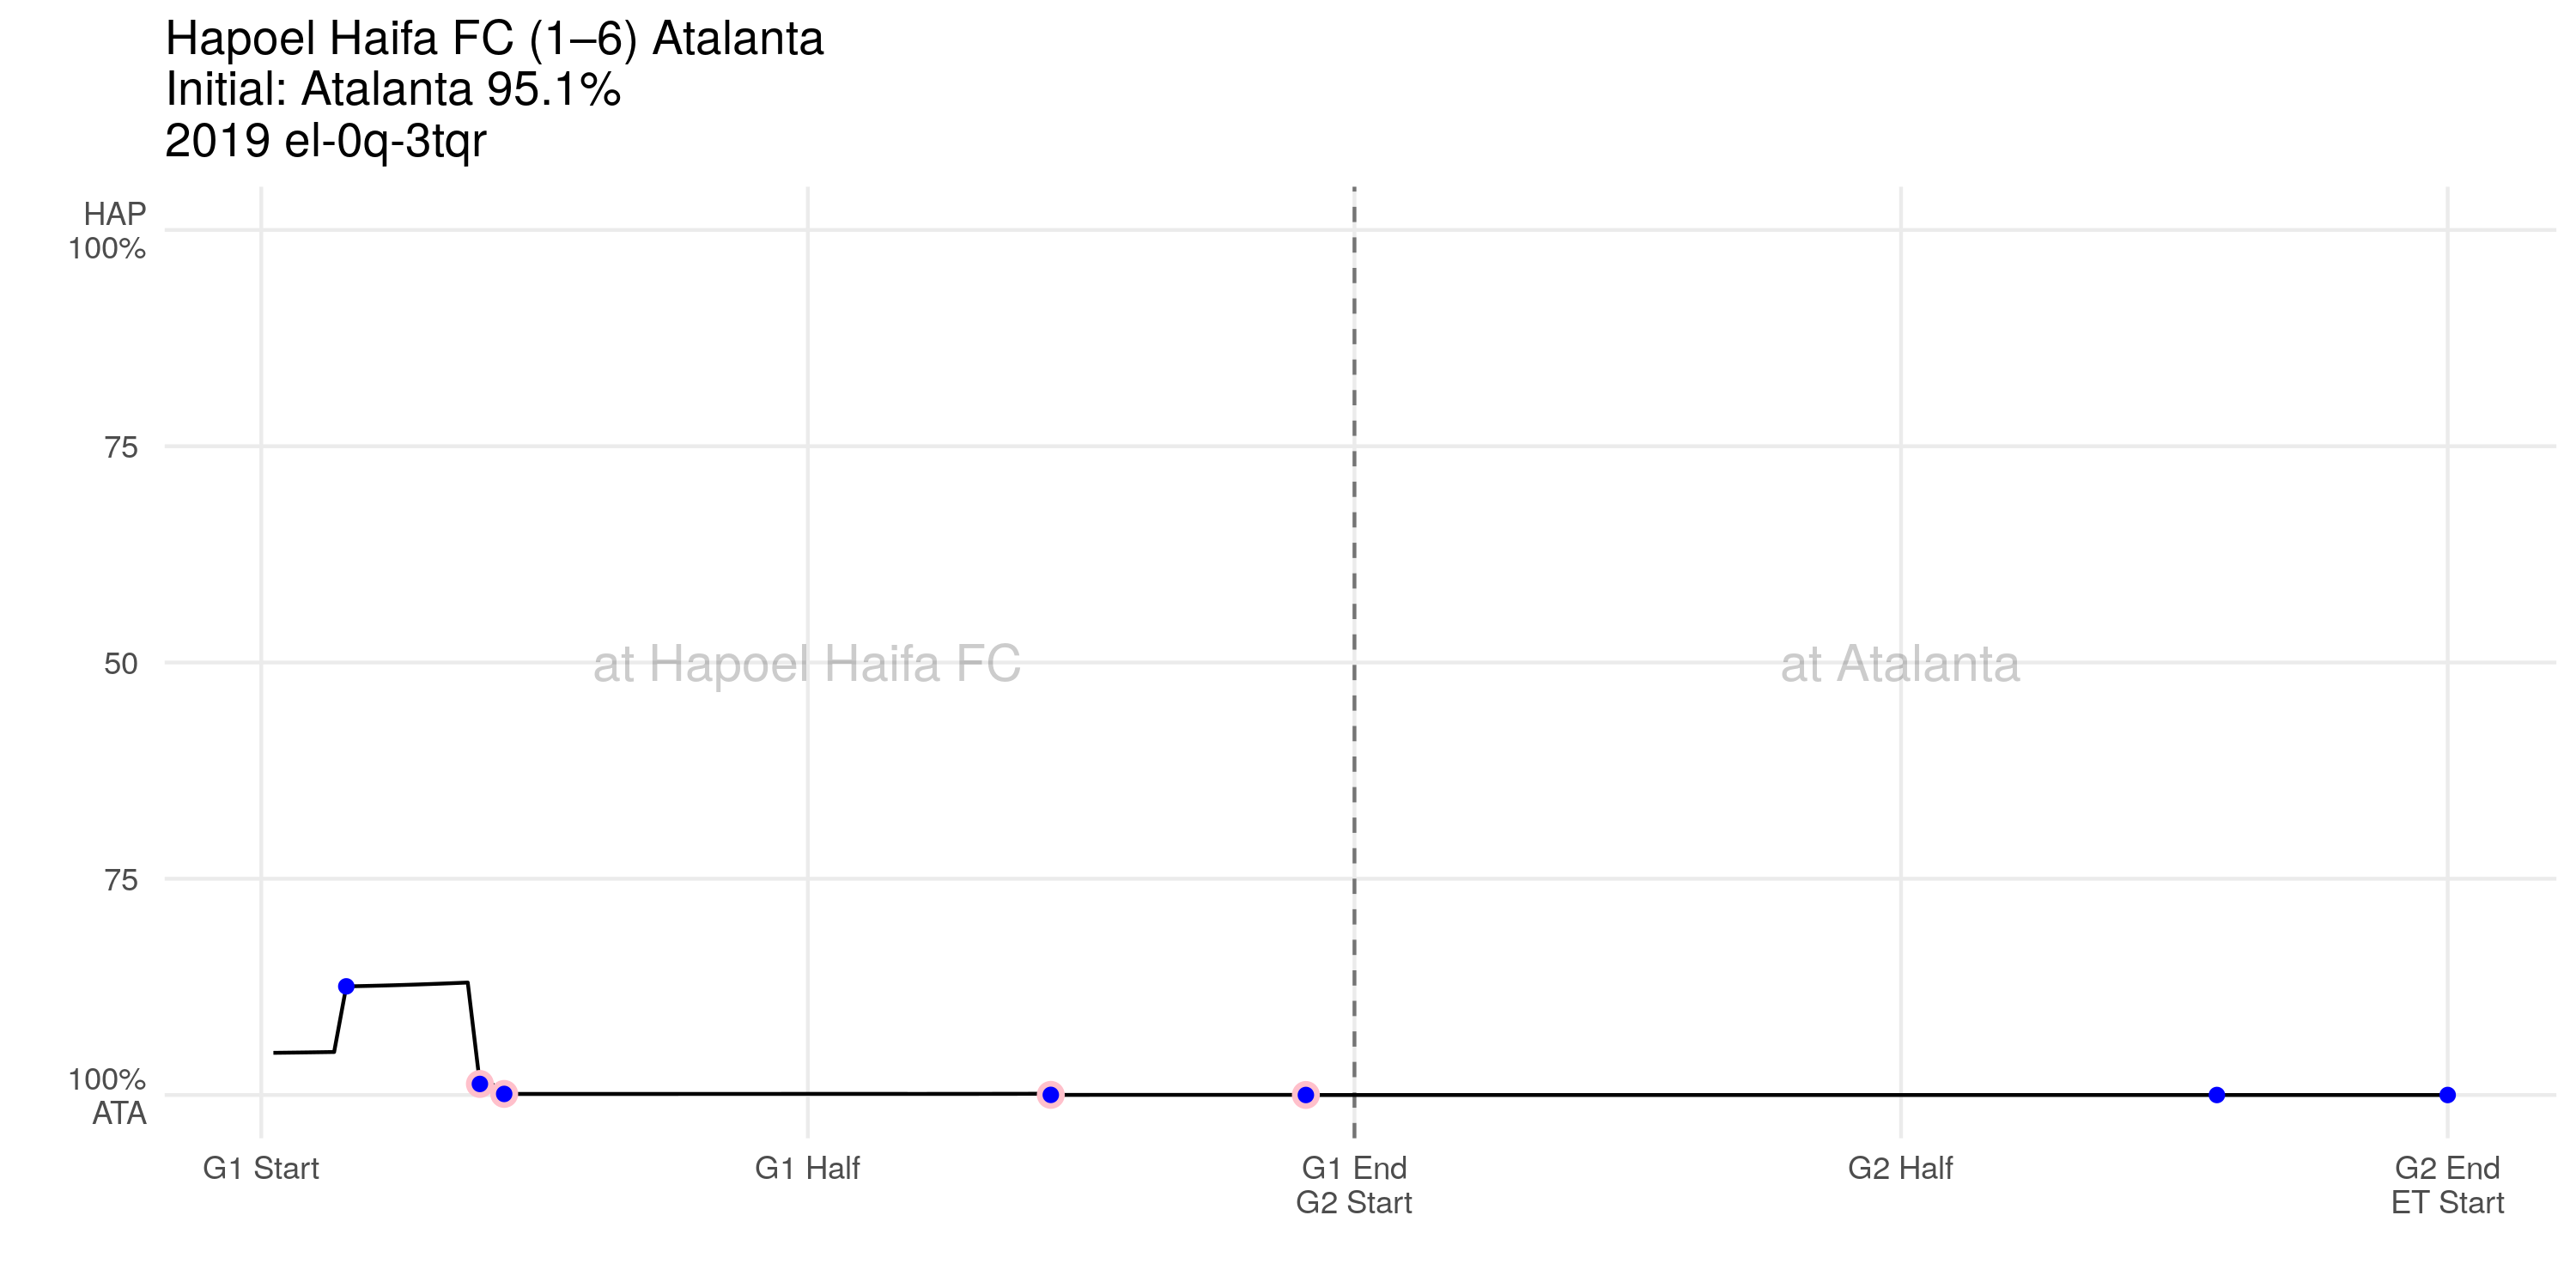 Hapoel Haifa FC (1–6) Atalanta
Initial: Atalanta 95.1%
2019 el-0q-3tqr
HAP
100%
75
50
at Hapoel Haifa FC
at Atalanta
75
100%
ATA
G1 Start
G1 Half
G1 End
G2 Start
G2 Half
G2 End
ET Start